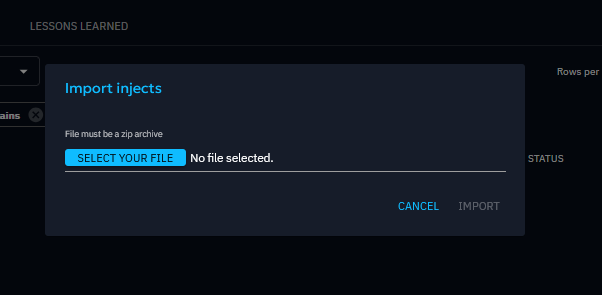 LESSONS LEARNED
Rows per
Import injects
ains
File must be a zip archive
SELECT YOUR FILE No file selected.
STATUS
CANCEL IMPORT